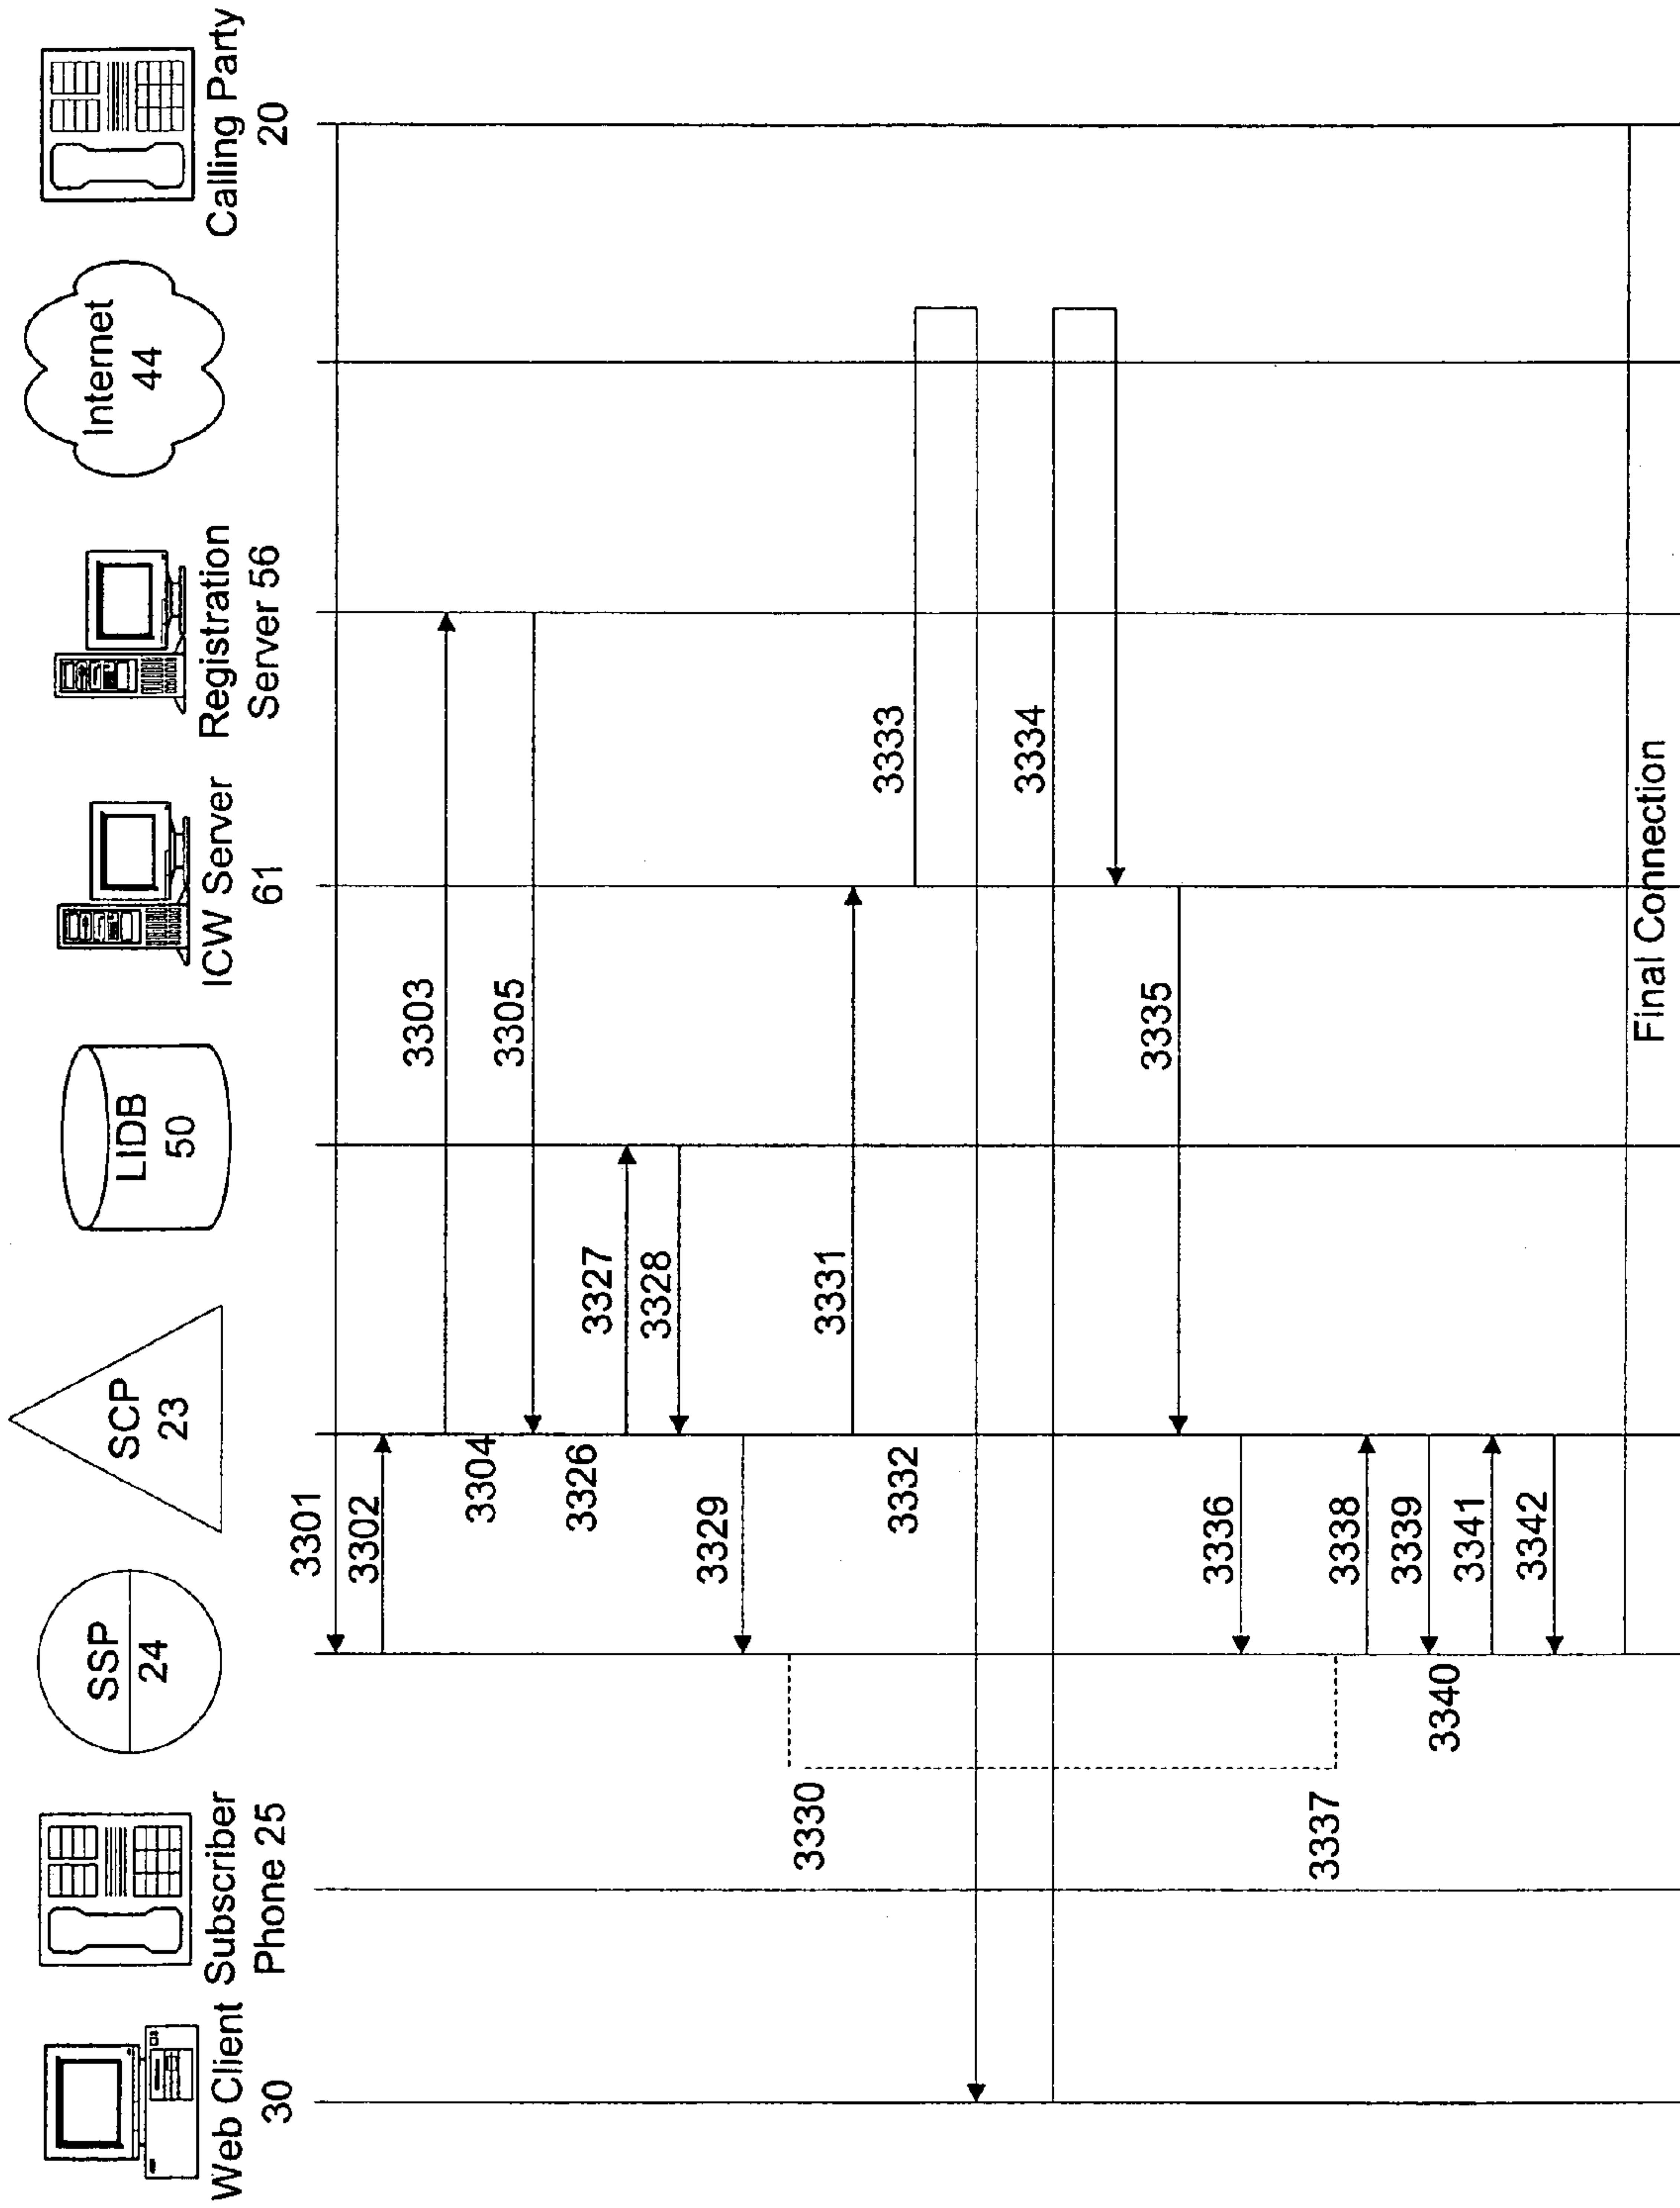 Web Client
30
Subscriber
Phone 25
SSP
24
SCP
23
LIDB
50
ICW Server
61
Registration
Server 56
Internet
44
Calling Party
20
3301
3302
3303
3304
3305
3326
3327
3328
3329
3330
3331
3332
3333
3334
3335
3336
3337
3338
3339
3340
3341
3342
Final Connection